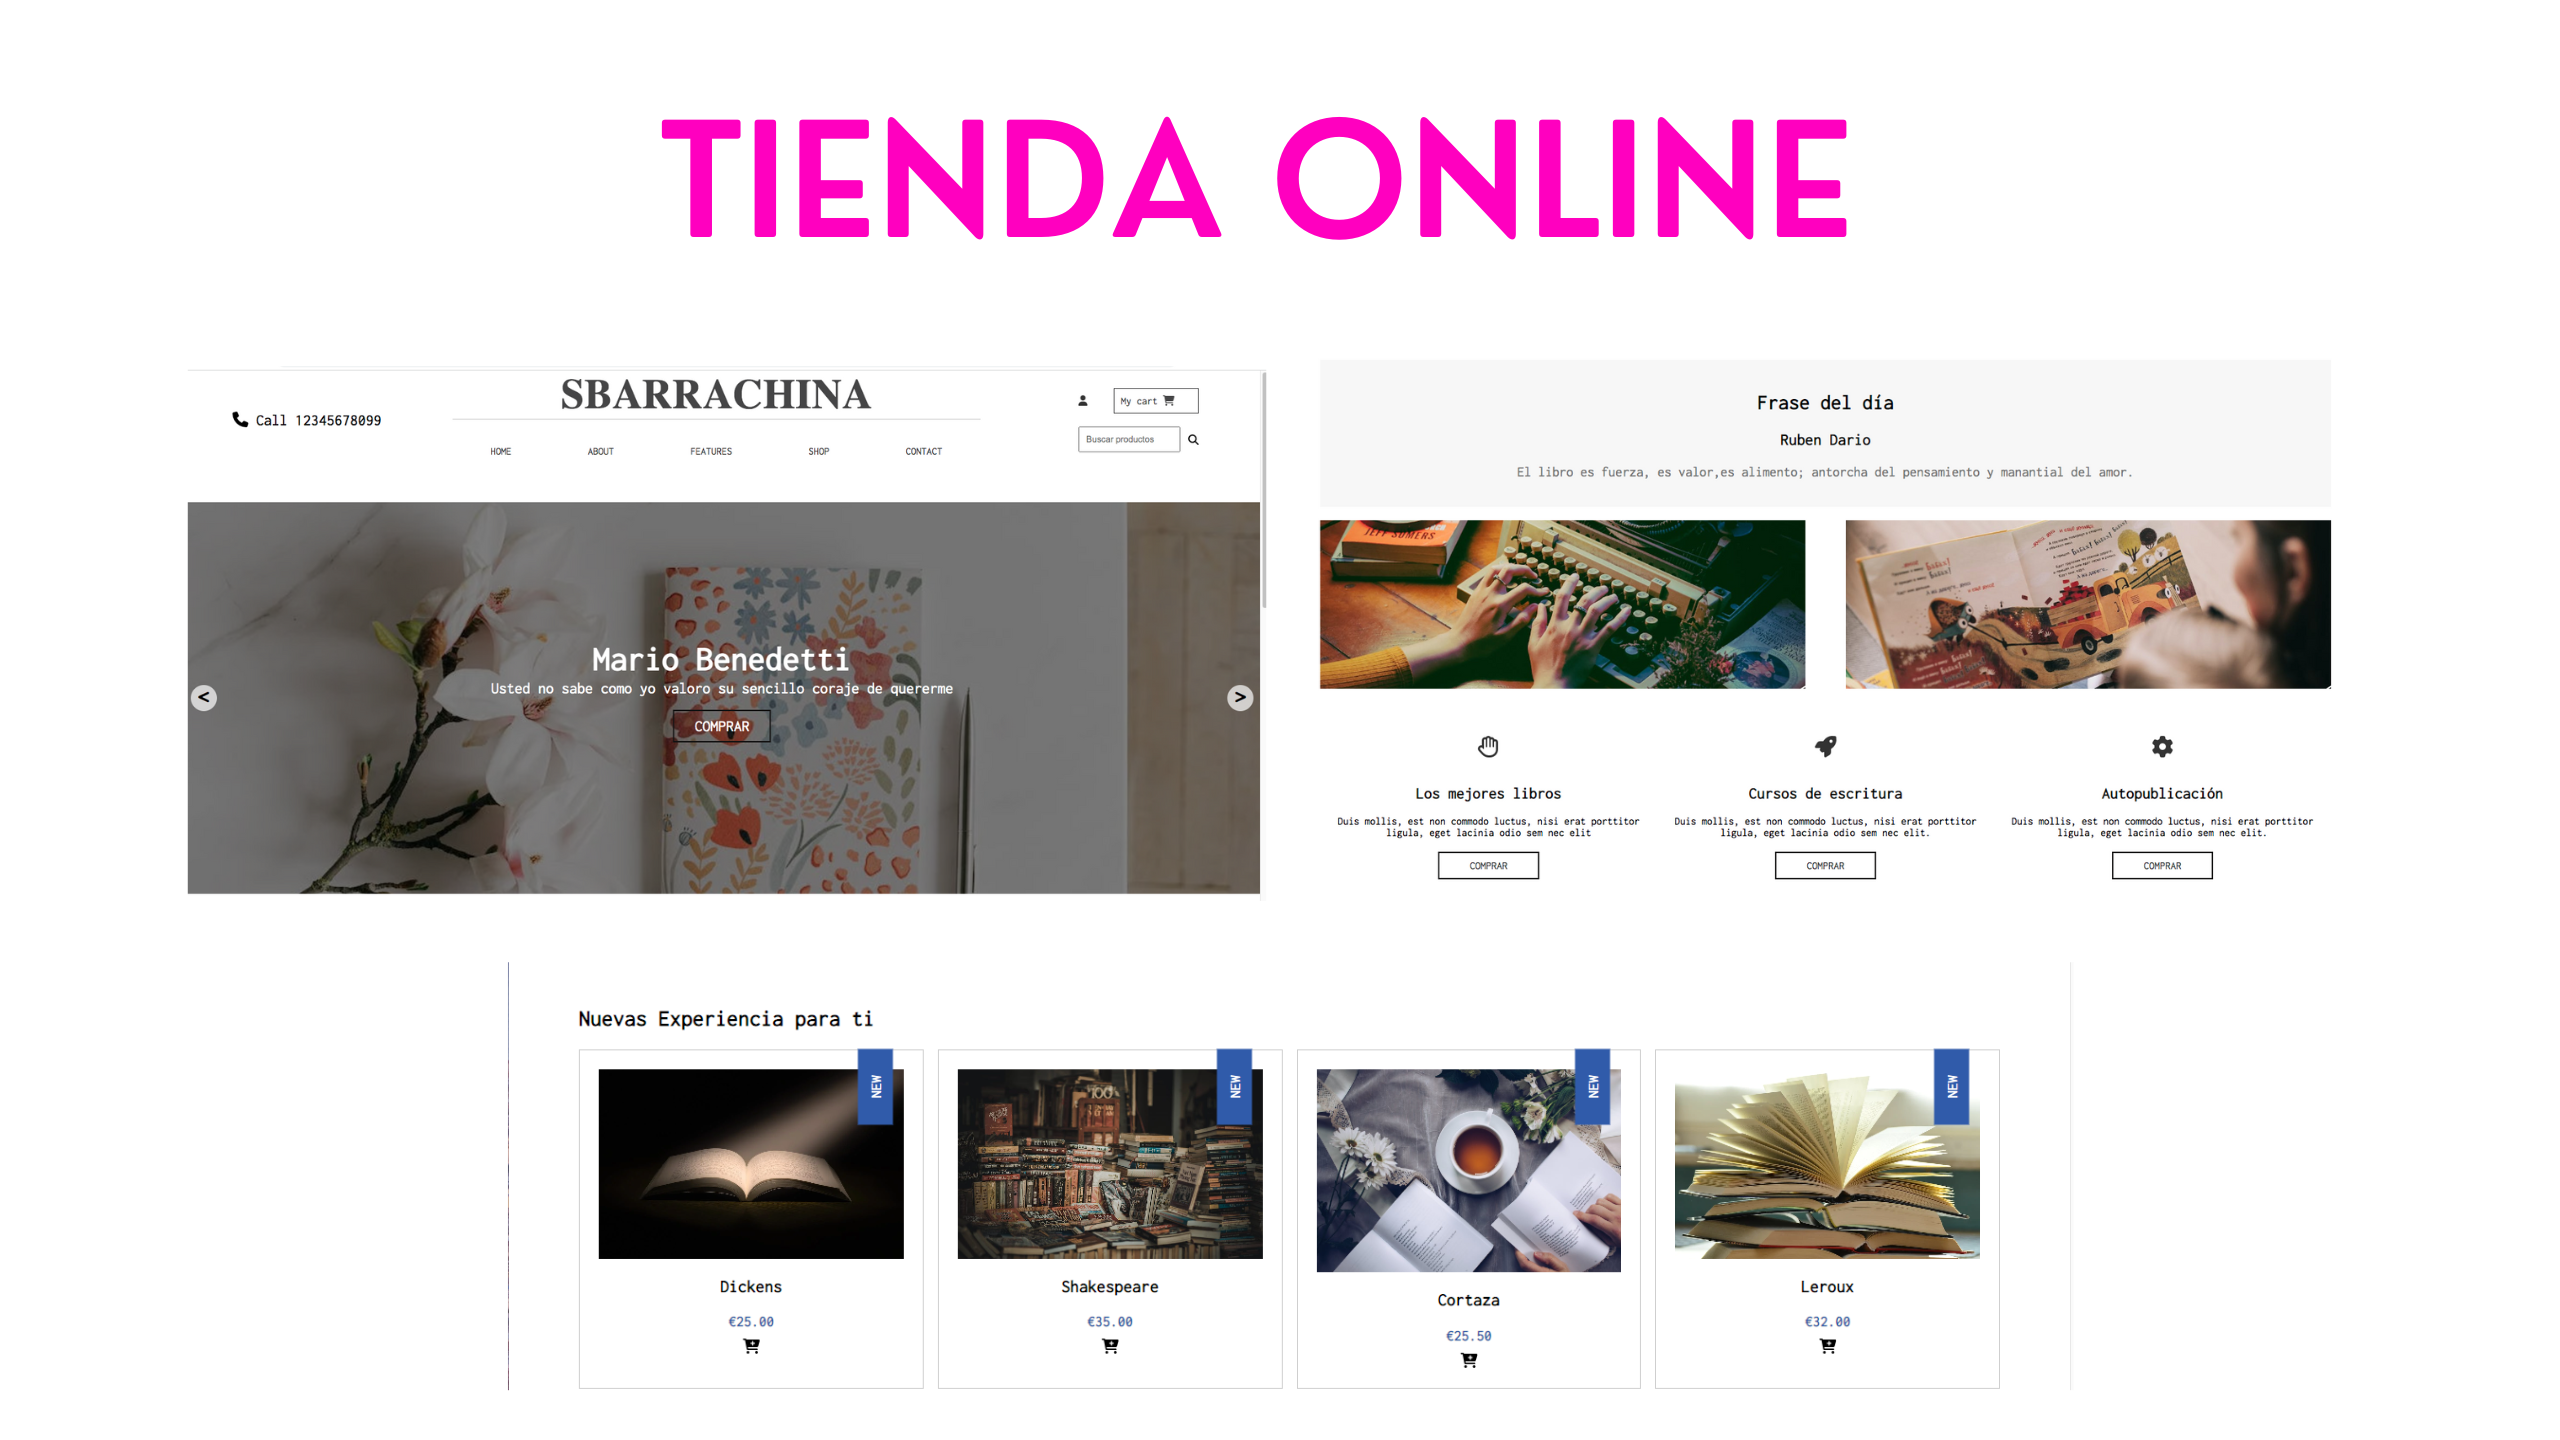 TIENDA ONLINE
SBARRACHINA
Call 12345678099
My cart
Buscar productos
HOME ABOUT FEATURES SHOP CONTACT
Mario Benedetti
Usted no sabe como yo valoro su sencillo coraje de quererme
COMPRAR
<
>
Frase del día
Ruben Dario
El libro es fuerza, es valor,es alimento; antorcha del pensamiento y manantial del amor.
JEFF SOMERS
Los mejores libros
Duis mollis, est non commodo luctus, nisi erat porttitor
ligula, eget lacinia odio sem nec elit
COMPRAR
Cursos de escritura
Duis mollis, est non commodo luctus, nisi erat porttitor
ligula, eget lacinia odio sem nec elit.
COMPRAR
Autopublicación
Duis mollis, est non commodo luctus, nisi erat porttitor
ligula, eget lacinia odio sem nec elit.
COMPRAR
Nuevas Experiencia para ti
NEW
Dickens
€25.00
NEW
100
Shakespeare
€35.00
NEW
Cortaza
€25.50
NEW
Leroux
€32.00